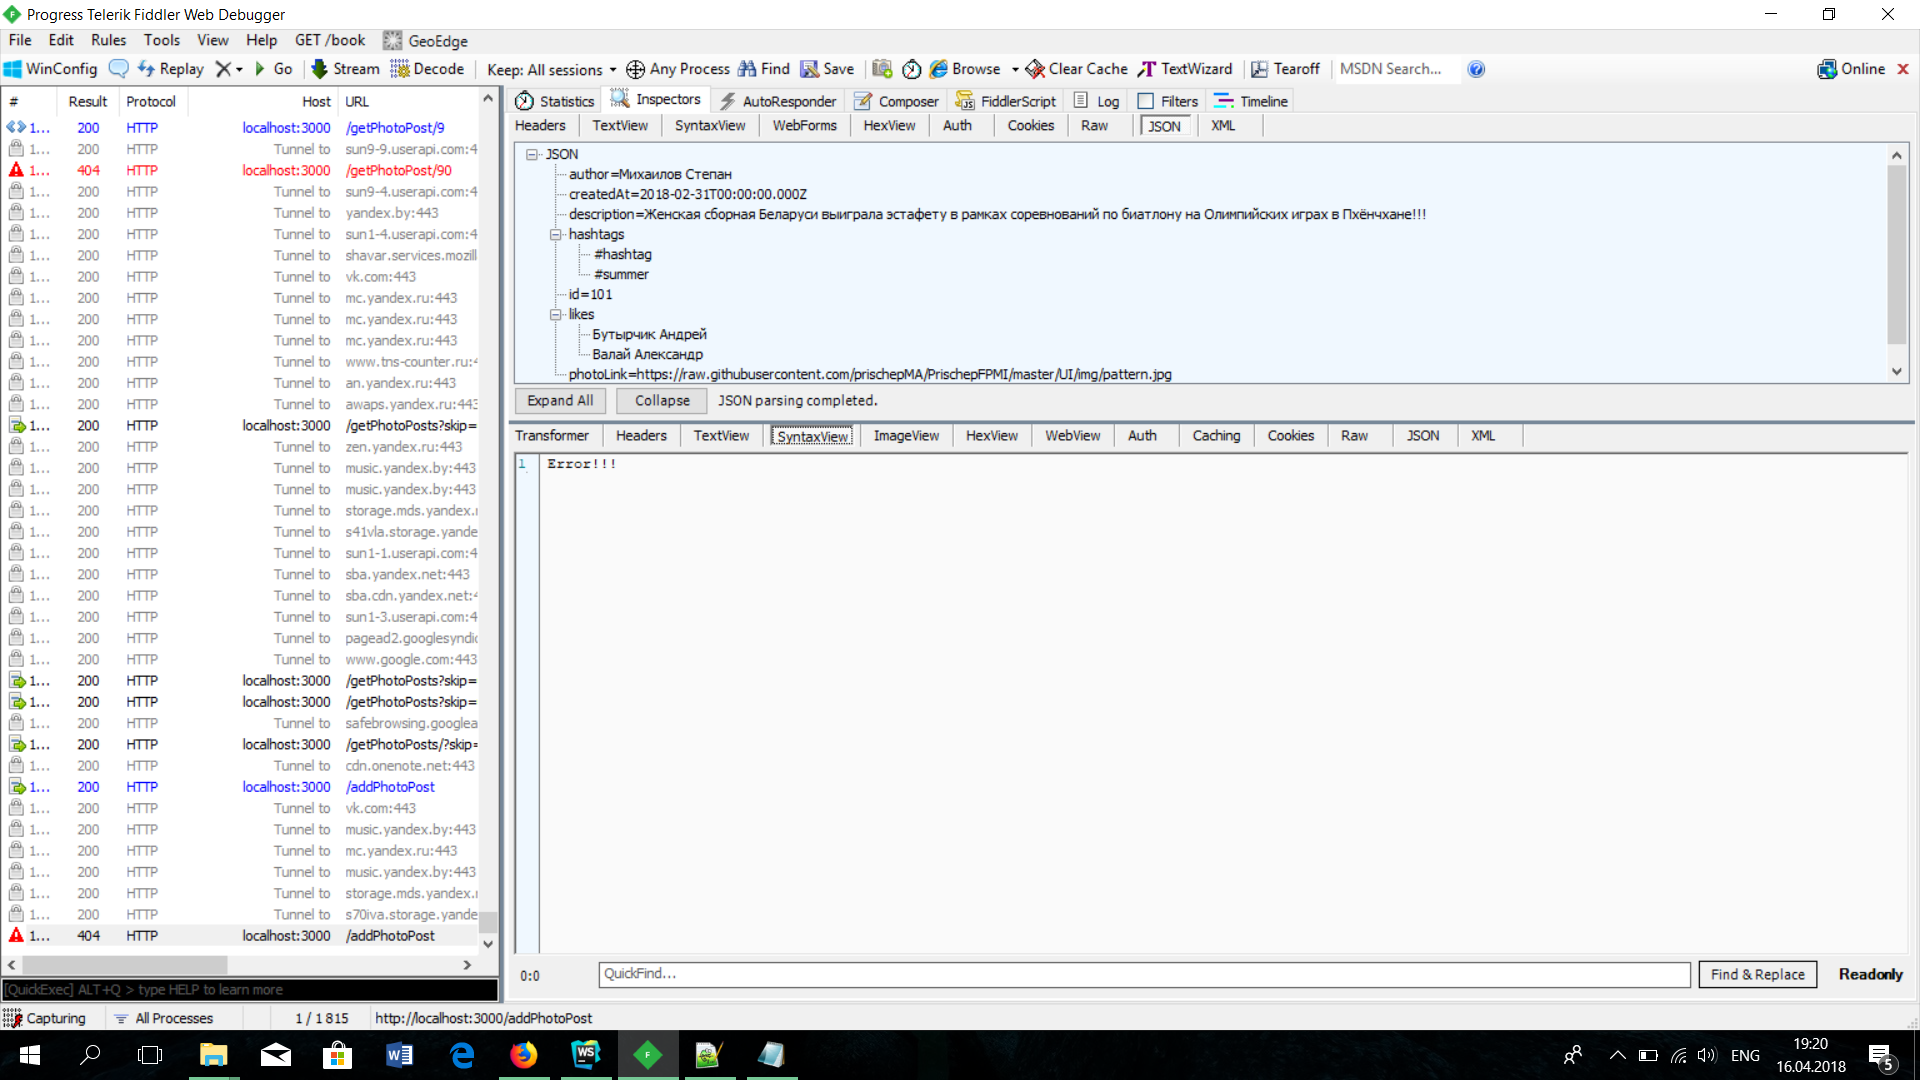 Progress Telerik Fiddler Web Debugger
File Edit Rules Tools View Help GET /book GeoEdge
WinConfig Replay Go Stream Decode Keep: All sessions Any Process Find Save Browse Clear Cache TextWizard Tearoff MSDN Search... Online
# Result Protocol Host URL
1... 200 HTTP localhost:3000 /getPhotoPost/9
1... 200 HTTP Tunnel to sun9-9.userapi.com:4
1... 404 HTTP localhost:3000 /getPhotoPost/90
1... 200 HTTP Tunnel to sun9-4.userapi.com:4
1... 200 HTTP Tunnel to yandex.by:443
1... 200 HTTP Tunnel to sun1-4.userapi.com:4
1... 200 HTTP Tunnel to shavar.services.mozill
1... 200 HTTP Tunnel to vk.com:443
1... 200 HTTP Tunnel to mc.yandex.ru:443
1... 200 HTTP Tunnel to mc.yandex.ru:443
1... 200 HTTP Tunnel to mc.yandex.ru:443
1... 200 HTTP Tunnel to www.tns-counter.ru:4
1... 200 HTTP Tunnel to an.yandex.ru:443
1... 200 HTTP Tunnel to awaps.yandex.ru:443
1... 200 HTTP localhost:3000 /getPhotoPosts?skip=
1... 200 HTTP Tunnel to zen.yandex.ru:443
1... 200 HTTP Tunnel to music.yandex.by:443
1... 200 HTTP Tunnel to music.yandex.by:443
1... 200 HTTP Tunnel to storage.mds.yandex.
1... 200 HTTP Tunnel to s41vla.storage.yande
1... 200 HTTP Tunnel to sun1-1.userapi.com:4
1... 200 HTTP Tunnel to sba.yandex.net:443
1... 200 HTTP Tunnel to sba.cdn.yandex.net:
1... 200 HTTP Tunnel to sun1-3.userapi.com:4
1... 200 HTTP Tunnel to pagead2.googlesyndi
1... 200 HTTP Tunnel to www.google.com:443
1... 200 HTTP localhost:3000 /getPhotoPosts?skip=
1... 200 HTTP localhost:3000 /getPhotoPosts?skip=
1... 200 HTTP Tunnel to safebrowsing.googlea
1... 200 HTTP localhost:3000 /getPhotoPosts/?skip=
1... 200 HTTP Tunnel to cdn.onenote.net:443
1... 200 HTTP localhost:3000 /addPhotoPost
1... 200 HTTP Tunnel to vk.com:443
1... 200 HTTP Tunnel to music.yandex.by:443
1... 200 HTTP Tunnel to mc.yandex.ru:443
1... 200 HTTP Tunnel to music.yandex.by:443
1... 200 HTTP Tunnel to storage.mds.yandex.
1... 200 HTTP Tunnel to s70iva.storage.yande
1... 404 HTTP localhost:3000 /addPhotoPost
[QuickExec] ALT+Q > type HELP to learn more
Statistics Inspectors AutoResponder Composer FiddlerScript Log Filters Timeline
Headers TextView SyntaxView WebForms HexView Auth Cookies Raw JSON XML
JSON
author=Михаилов Степан
createdAt=2018-02-31T00:00:00.000Z
description=Женская сборная Беларуси выиграла эстафету в рамках соревнований по биатлону на Олимпийских играх в Пхёнчхане!!!
hashtags
#hashtag
#summer
id=101
likes
Бутырчик Андрей
Валай Александр
photoLink=https://raw.githubusercontent.com/prischepMA/PrischepFPMI/master/UI/img/pattern.jpg
Expand All Collapse JSON parsing completed.
Transformer Headers TextView SyntaxView ImageView HexView WebView Auth Caching Cookies Raw JSON XML
1 Error!!!
0:0 QuickFind... Find & Replace Readonly
Capturing All Processes 1 / 1 815 http://localhost:3000/addPhotoPost
ENG 19:20
16.04.2018
5